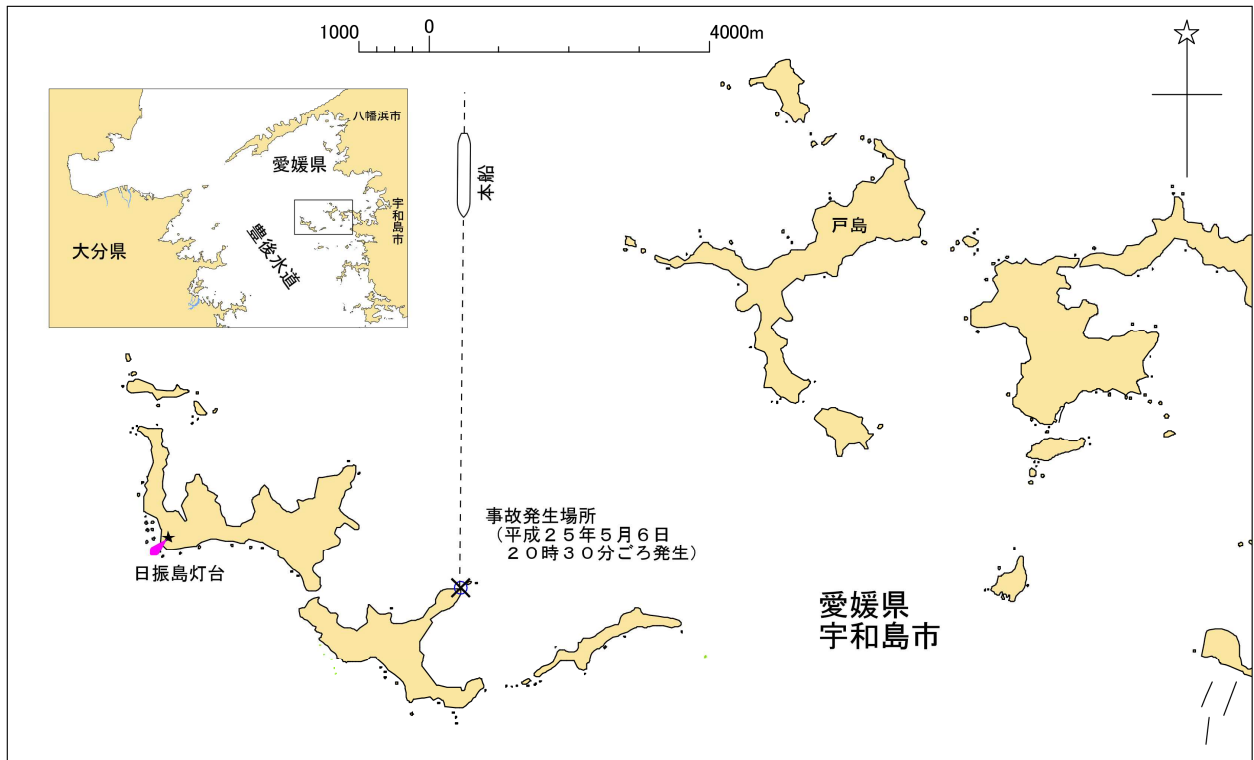 1000 0 4000m
八幡浜市
愛媛県
宇和島市
大分県
豊後水道
本船
戸島
事故発生場所
（平成２５年５月６日
２０時３０分ごろ発生）
日振島灯台
愛媛県
宇和島市